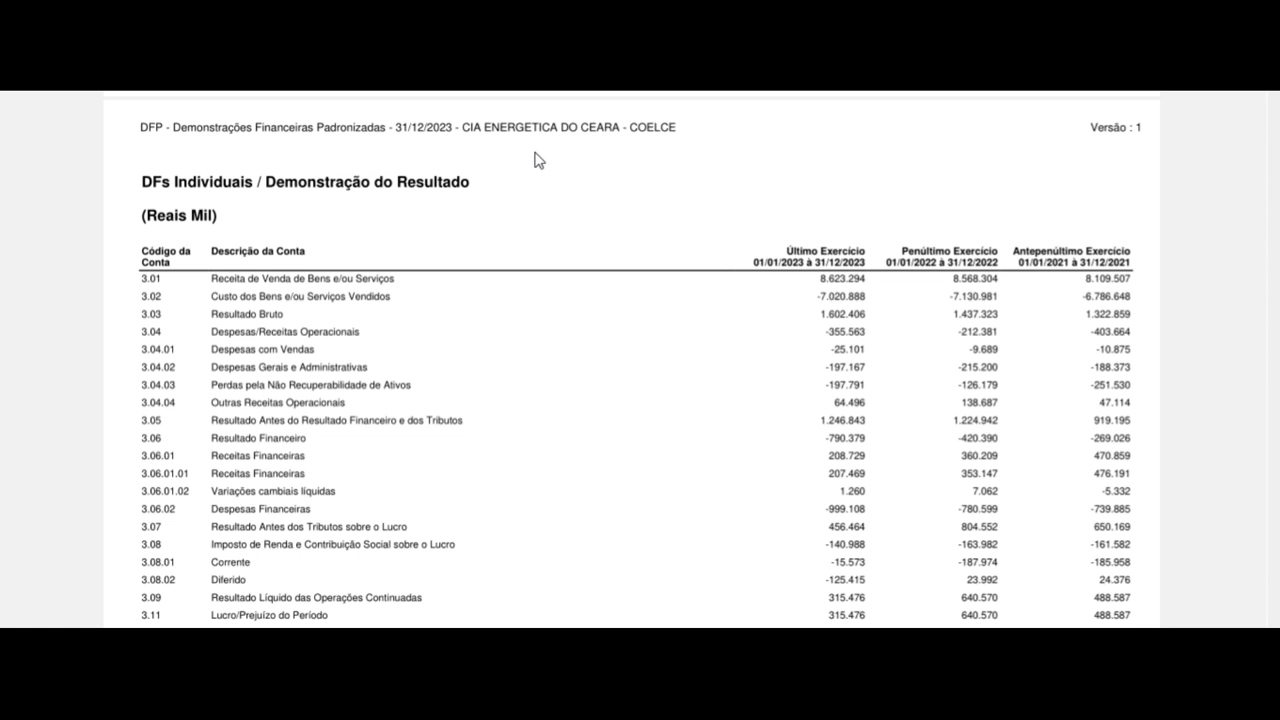 DFP - Demonstrações Financeiras Padronizadas - 31/12/2023 - CIA ENERGETICA DO CEARA - COELCE Versão : 1
DFs Individuais / Demonstração do Resultado
(Reais Mil)
Código da Conta Descrição da Conta Último Exercício 01/01/2023 à 31/12/2023 Penúltimo Exercício 01/01/2022 à 31/12/2022 Antepenúltimo Exercício 01/01/2021 à 31/12/2021
3.01 Receita de Venda de Bens e/ou Serviços 8.623.294 8.568.304 8.109.507
3.02 Custo dos Bens e/ou Serviços Vendidos -7.020.888 -7.130.981 -6.786.648
3.03 Resultado Bruto 1.602.406 1.437.323 1.322.859
3.04 Despesas/Receitas Operacionais -355.563 -212.381 -403.664
3.04.01 Despesas com Vendas -25.101 -9.689 -10.875
3.04.02 Despesas Gerais e Administrativas -197.167 -215.200 -188.373
3.04.03 Perdas pela Não Recuperabilidade de Ativos -197.791 -126.179 -251.530
3.04.04 Outras Receitas Operacionais 64.496 138.687 47.114
3.05 Resultado Antes do Resultado Financeiro e dos Tributos 1.246.843 1.224.942 919.195
3.06 Resultado Financeiro -790.379 -420.390 -269.026
3.06.01 Receitas Financeiras 208.729 360.209 470.859
3.06.01.01 Receitas Financeiras 207.469 353.147 476.191
3.06.01.02 Variações cambiais líquidas 1.260 7.062 -5.332
3.06.02 Despesas Financeiras -999.108 -780.599 -739.885
3.07 Resultado Antes dos Tributos sobre o Lucro 456.464 804.552 650.169
3.08 Imposto de Renda e Contribuição Social sobre o Lucro -140.988 -163.982 -161.582
3.08.01 Corrente -15.573 -187.974 -185.958
3.08.02 Diferido -125.415 23.992 24.376
3.09 Resultado Líquido das Operações Continuadas 315.476 640.570 488.587
3.11 Lucro/Prejuízo do Período 315.476 640.570 488.587